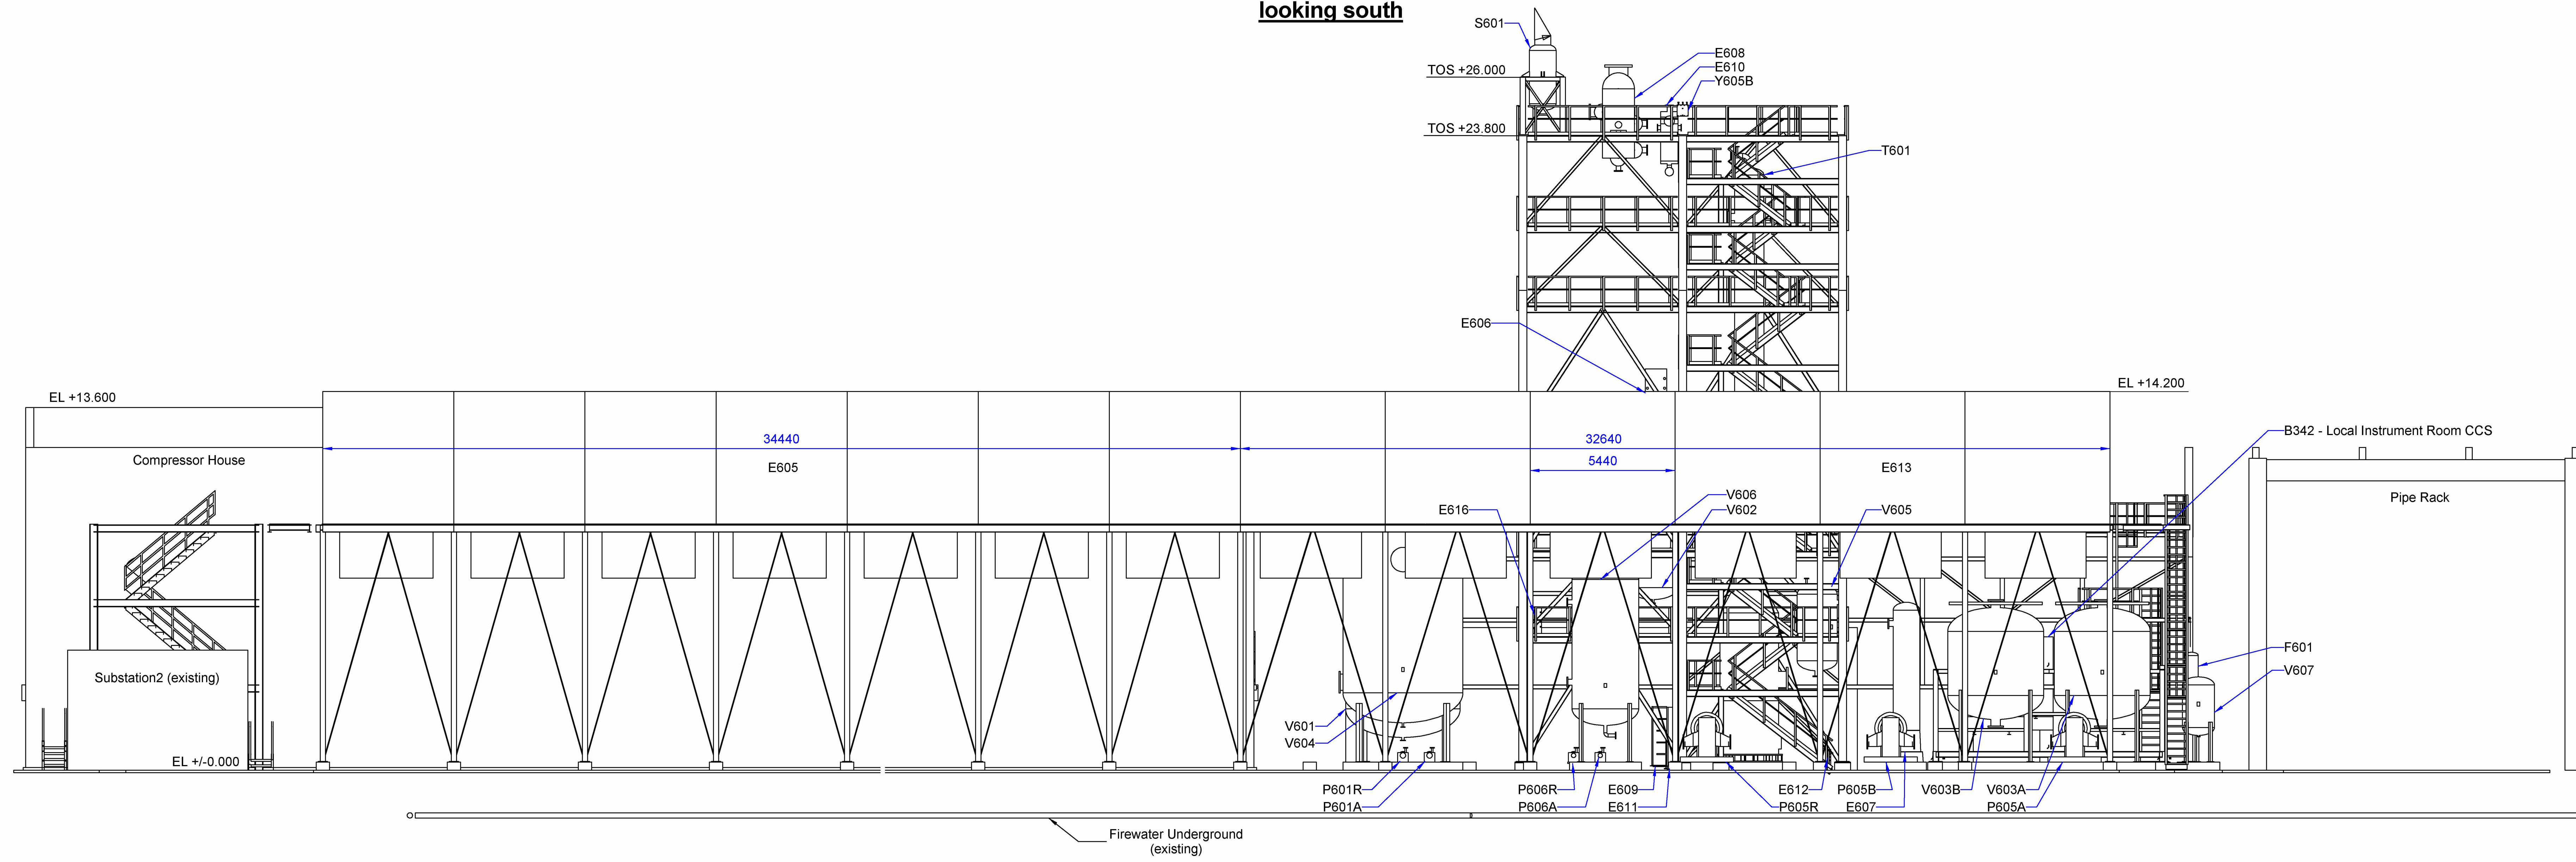 looking south
S601
E608
E610
Y605B
TOS +26.000
TOS +23.800
T601
E606
EL +13.600
EL +14.200
B342 - Local Instrument Room CCS
34440
32640
Compressor House
5440
E605
E613
Pipe Rack
V606
E616
V602
V605
F601
V607
Substation2 (existing)
V601
V604
EL +/-0.000
P601R
P606R
E609
E612
P605B
V603B
V603A
P601A
P606A
E611
P605R
E607
P605A
Firewater Underground
(existing)